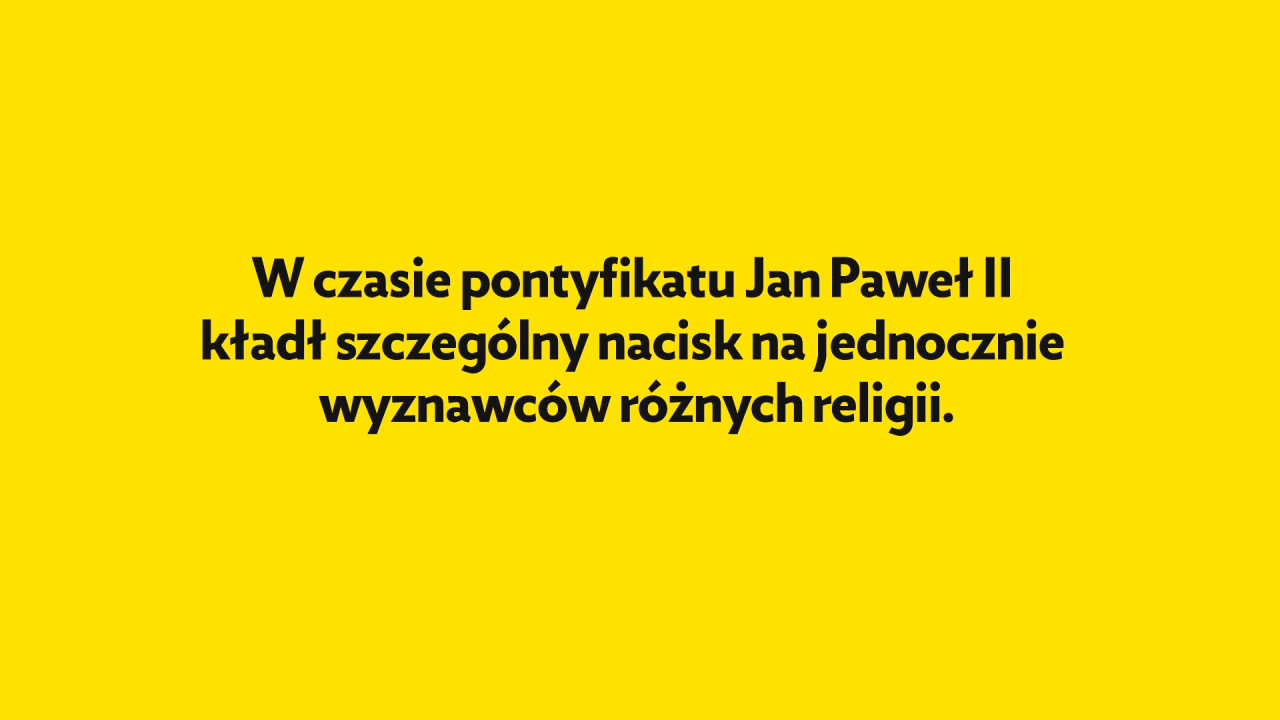 W czasie pontyfikatu Jan Paweł II
kładł szczególny nacisk na jednocznie
wyznawców różnych religii.